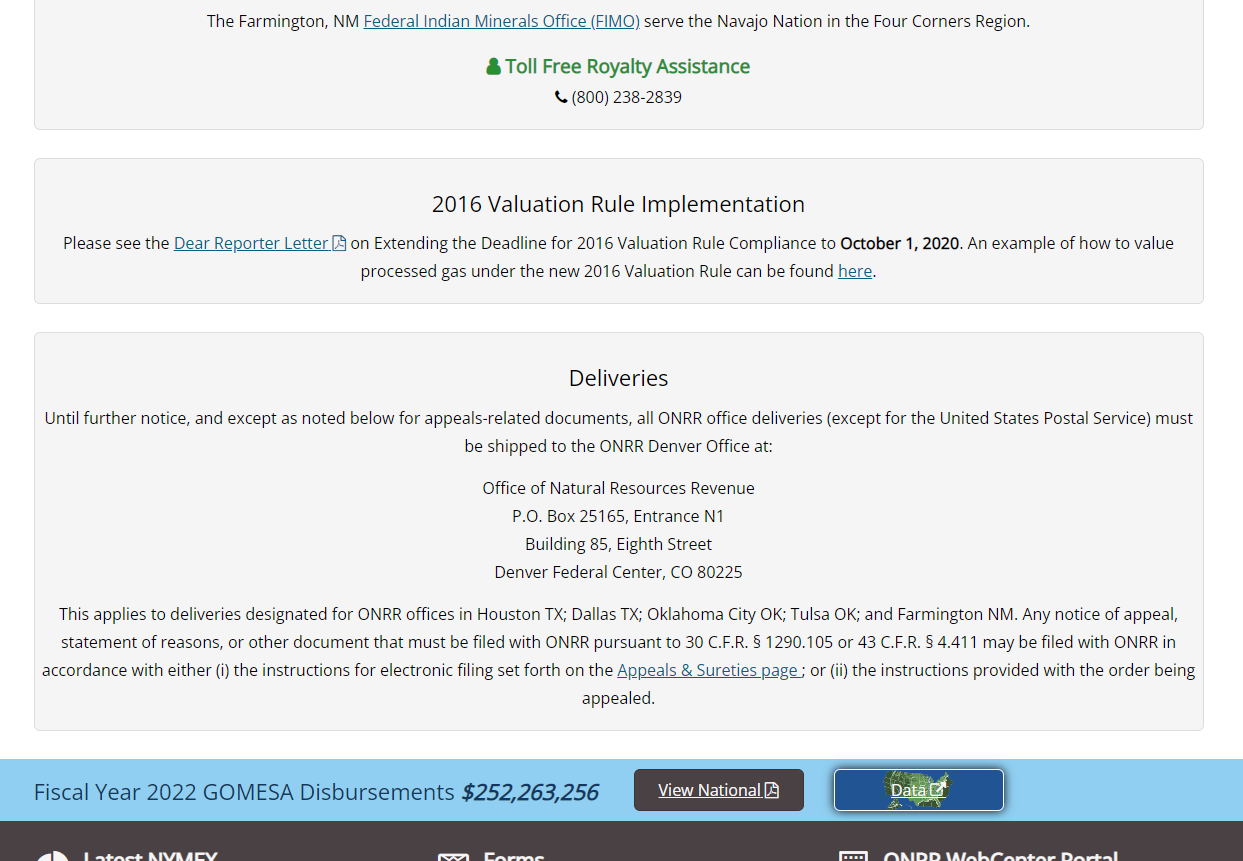 The Farmington, NM Federal Indian Minerals Office (FIMO) serve the Navajo Nation in the Four Corners Region.
Toll Free Royalty Assistance
(800) 238-2839
2016 Valuation Rule Implementation
Please see the Dear Reporter Letter on Extending the Deadline for 2016 Valuation Rule Compliance to October 1, 2020. An example of how to value
processed gas under the new 2016 Valuation Rule can be found here.
Deliveries
Until further notice, and except as noted below for appeals-related documents, all ONRR office deliveries (except for the United States Postal Service) must
be shipped to the ONRR Denver Office at:
Office of Natural Resources Revenue
P.O. Box 25165, Entrance N1
Building 85, Eighth Street
Denver Federal Center, CO 80225
This applies to deliveries designated for ONRR offices in Houston TX; Dallas TX; Oklahoma City OK; Tulsa OK; and Farmington NM. Any notice of appeal,
statement of reasons, or other document that must be filed with ONRR pursuant to 30 C.F.R. § 1290.105 or 43 C.F.R. § 4.411 may be filed with ONRR in
accordance with either (i) the instructions for electronic filing set forth on the Appeals & Sureties page ; or (ii) the instructions provided with the order being
appealed.
Fiscal Year 2022 GOMESA Disbursements $252,263,256 View National Data
Latest NYMEX Forms ONRR WebCenter Portal